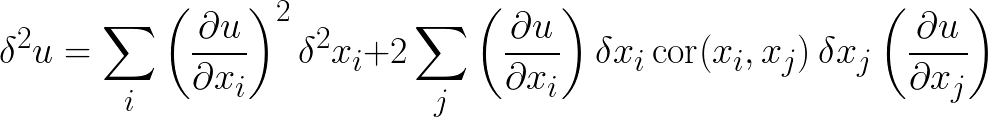 δ²u = ∑_i (∂u/∂x_i)² δ²x_i + 2 ∑_j (∂u/∂x_i) δx_i cor(x_i, x_j) δx_j (∂u/∂x_j)